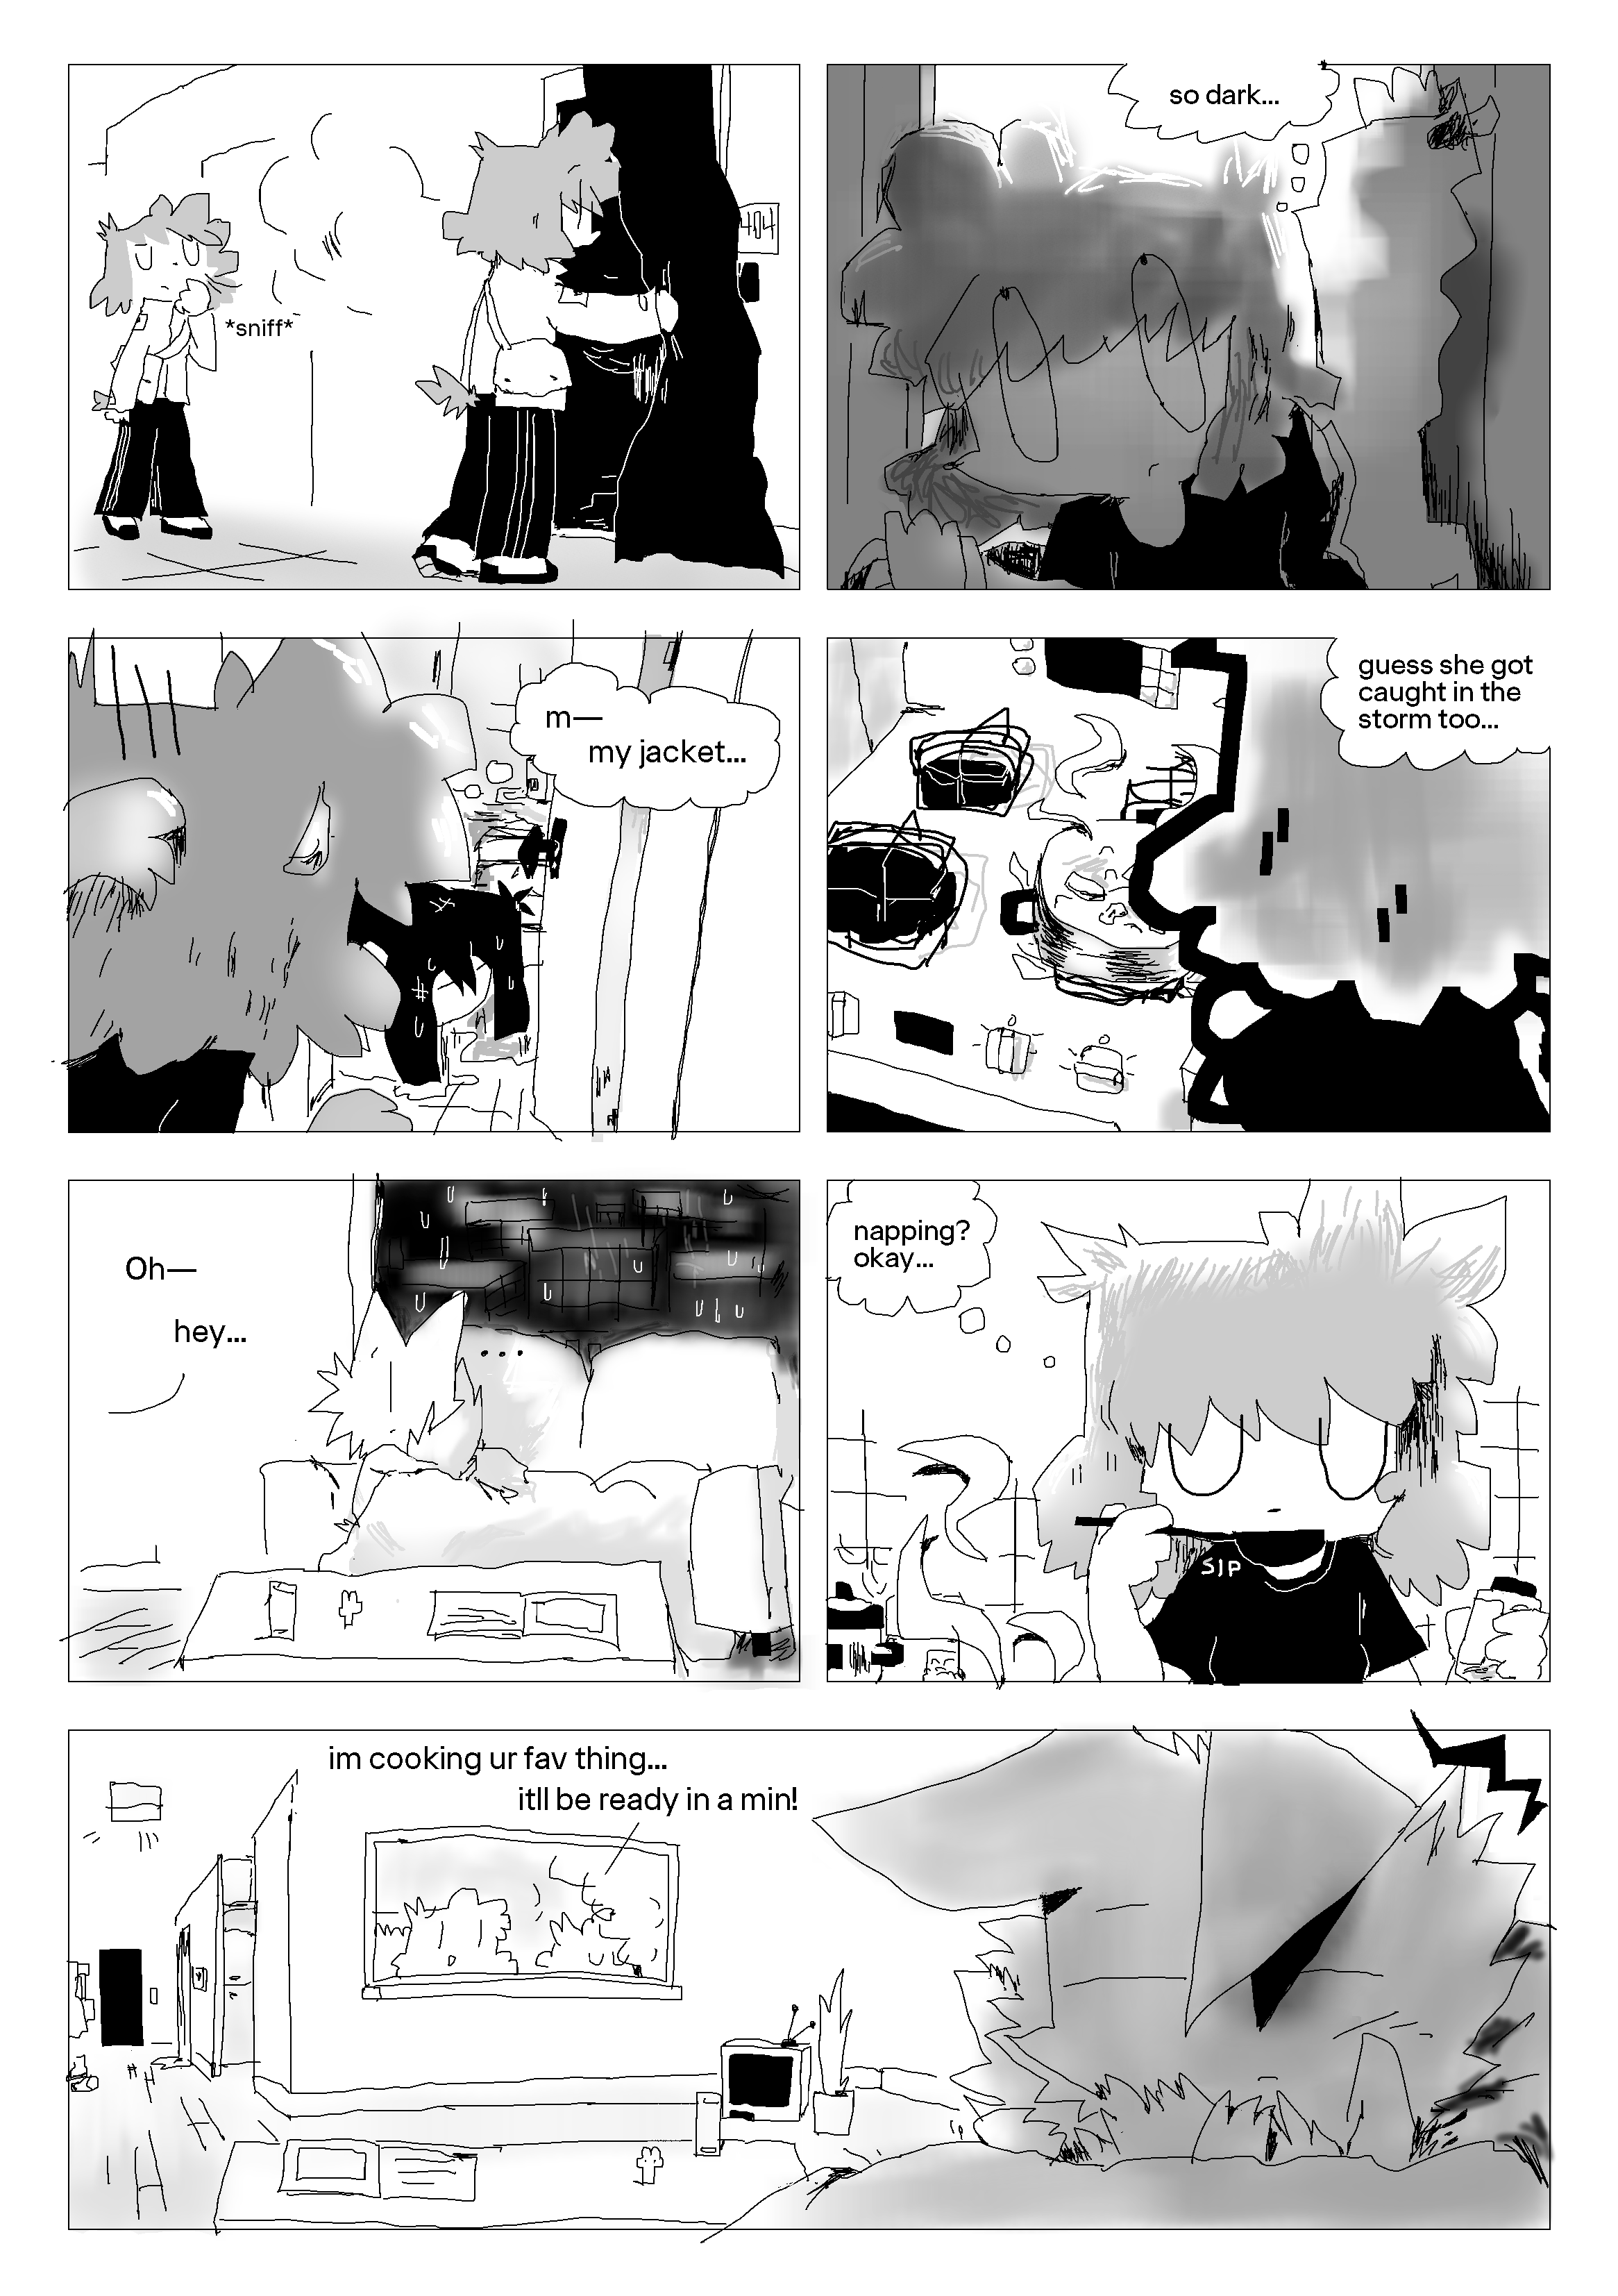 *sniff*
404
so dark...
m—
my jacket...
guess she got
caught in the
storm too...
Oh—
hey...
...
napping?
okay...
SIP
im cooking ur fav thing...
itll be ready in a min!